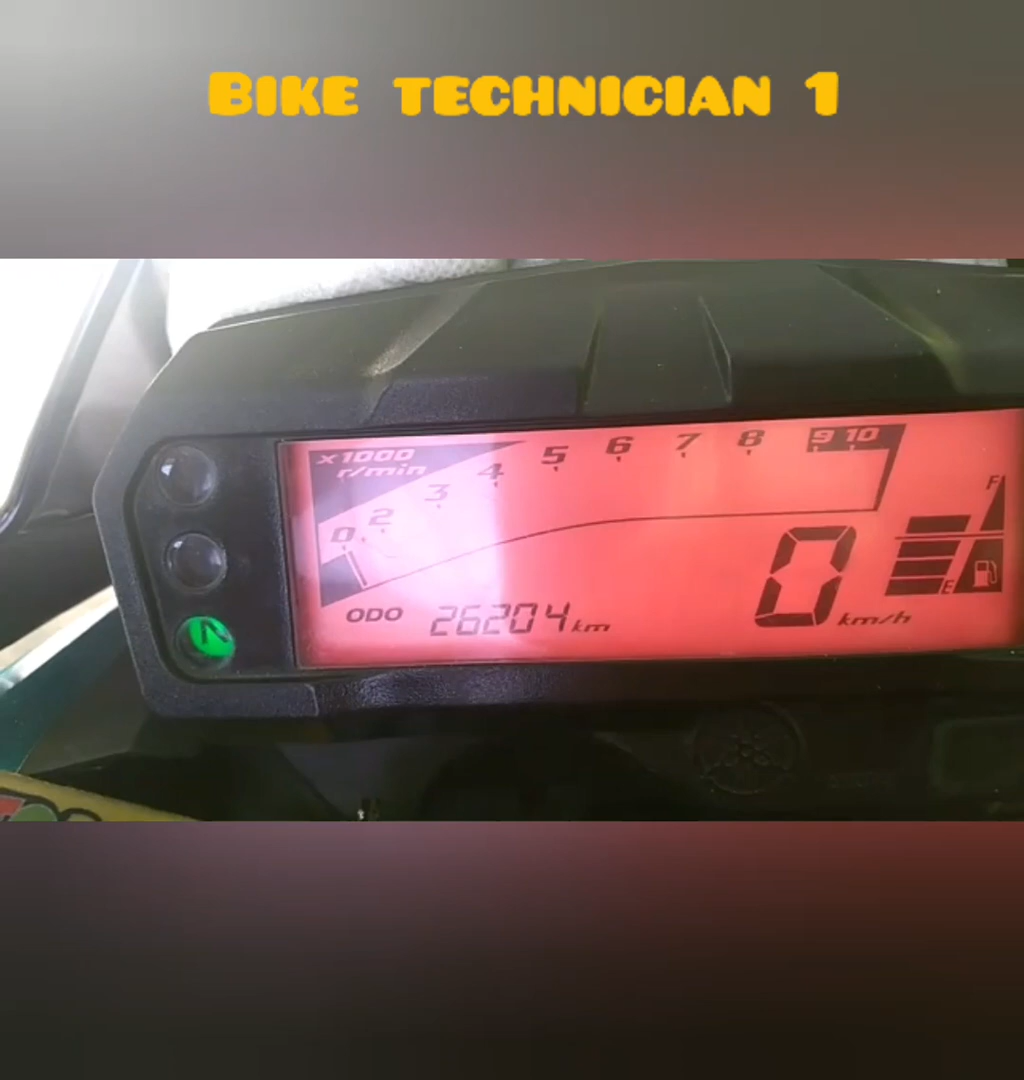 BIKE TECHNICIAN 1
x1000
r/min
0 2 3 4 5 6 7 8 9 10
F
E
0 km/h
ODO 26204 km
N